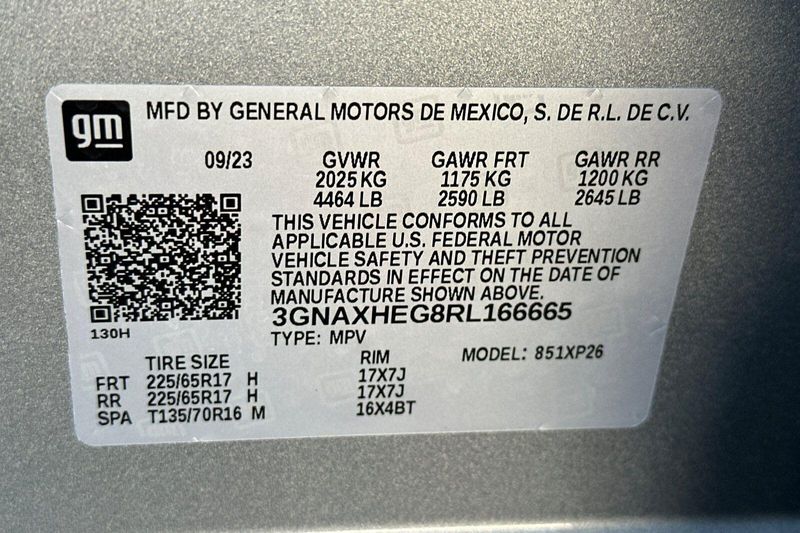 gm
MFD BY GENERAL MOTORS DE MEXICO, S. DE R.L. DE C.V.
09/23 GVWR GAWR FRT GAWR RR
2025 KG 1175 KG 1200 KG
4464 LB 2590 LB 2645 LB
THIS VEHICLE CONFORMS TO ALL
APPLICABLE U.S. FEDERAL MOTOR
VEHICLE SAFETY AND THEFT PREVENTION
STANDARDS IN EFFECT ON THE DATE OF
MANUFACTURE SHOWN ABOVE.
3GNAXHEG8RL166665
130H
TYPE: MPV
TIRE SIZE RIM MODEL: 851XP26
FRT 225/65R17 H 17X7J
RR 225/65R17 H 17X7J
SPA T135/70R16 M 16X4BT